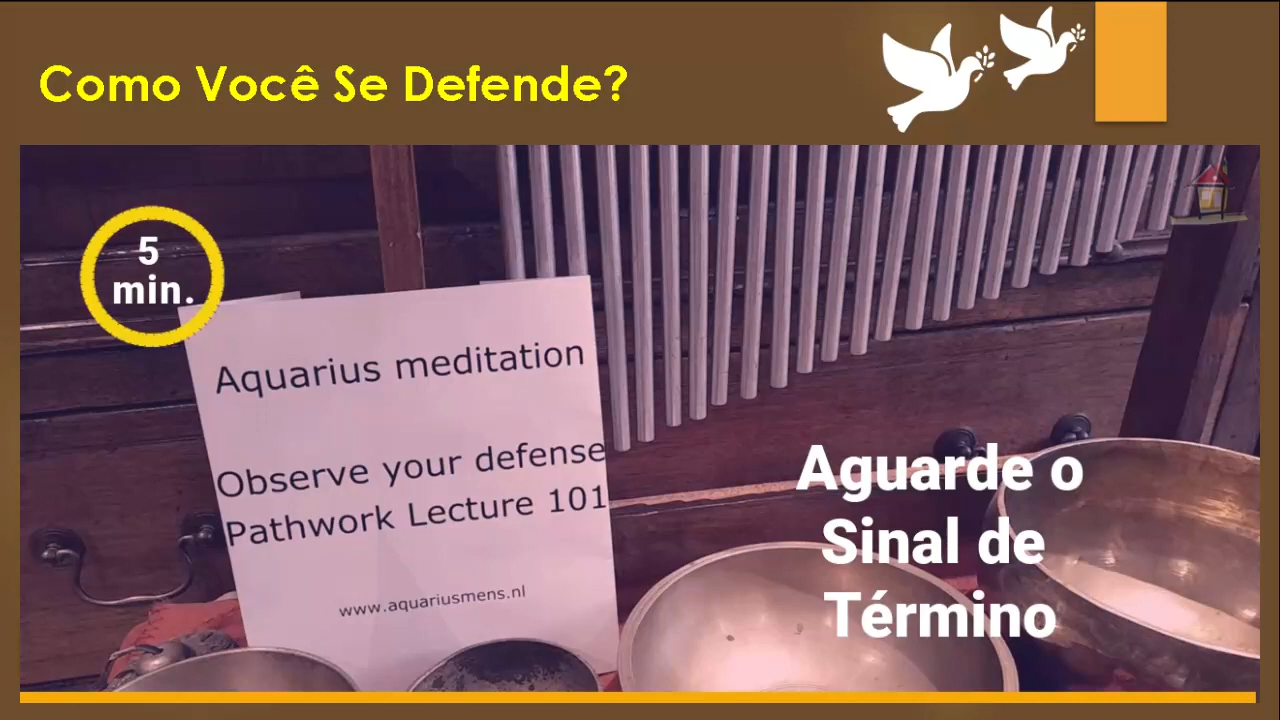 Como Você Se Defende?
5
min.
Aquarius meditation
Observe your defense
Pathwork Lecture 101
www.aquariusmens.nl
Aguarde o
Sinal de
Término